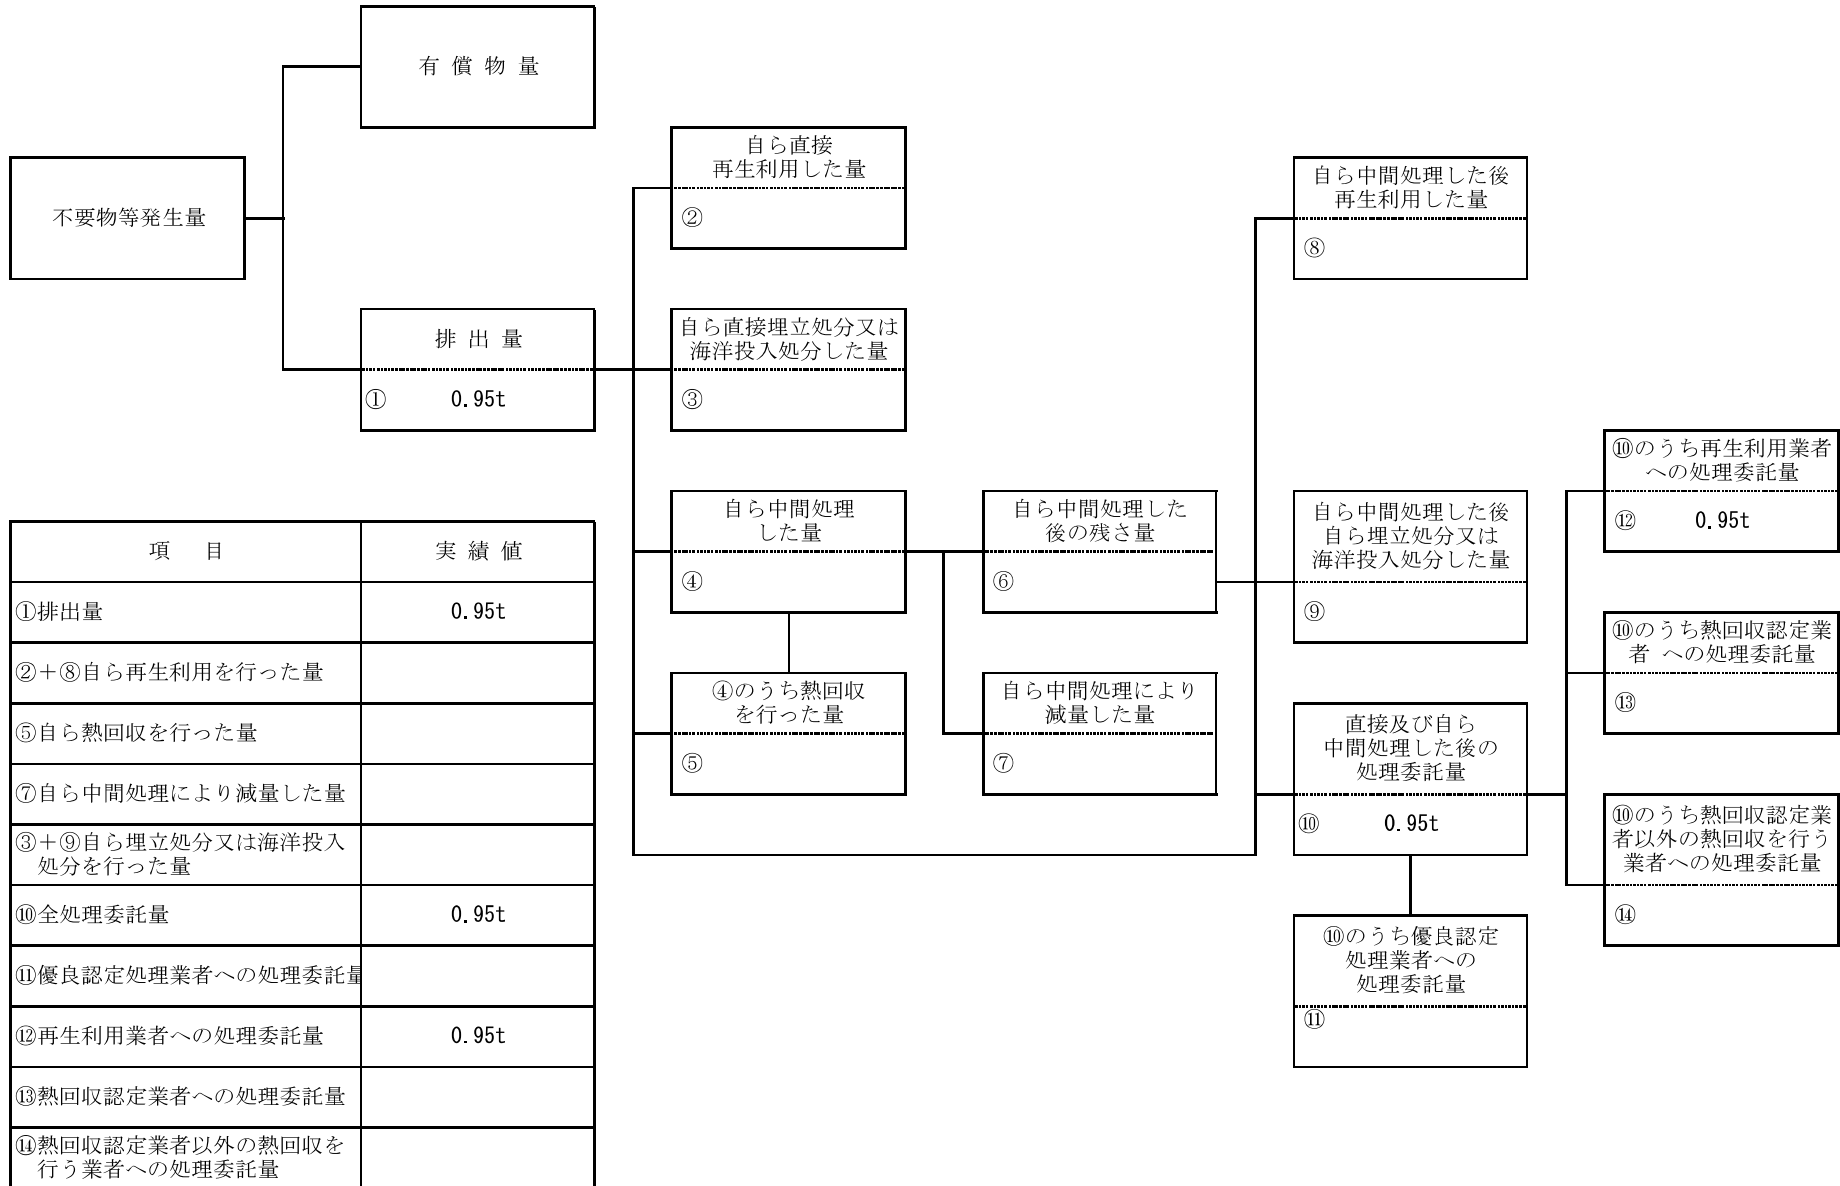 有償物量
不要物等発生量
排出量
① 0.95t
自ら直接
再生利用した量
②
自ら直接埋立処分又は
海洋投入処分した量
③
自ら中間処理
した量
④
④のうち熱回収
を行った量
⑤
自ら中間処理した
後の残さ量
⑥
自ら中間処理により
減量した量
⑦
自ら中間処理した後
再生利用した量
⑧
自ら中間処理した後
自ら埋立処分又は
海洋投入処分した量
⑨
直接及び自ら
中間処理した後の
処理委託量
⑩ 0.95t
⑩のうち優良認定
処理業者への
処理委託量
⑪
⑩のうち再生利用業者
への処理委託量
⑫ 0.95t
⑩のうち熱回収認定業
者 への処理委託量
⑬
⑩のうち熱回収認定業
者以外の熱回収を行う
業者への処理委託量
⑭
項 目 実績値
①排出量 0.95t
②+⑧自ら再生利用を行った量
⑤自ら熱回収を行った量
⑦自ら中間処理により減量した量
③+⑨自ら埋立処分又は海洋投入
処分を行った量
⑩全処理委託量 0.95t
⑪優良認定処理業者への処理委託量
⑫再生利用業者への処理委託量 0.95t
⑬熱回収認定業者への処理委託量
⑭熱回収認定業者以外の熱回収を
行う業者への処理委託量